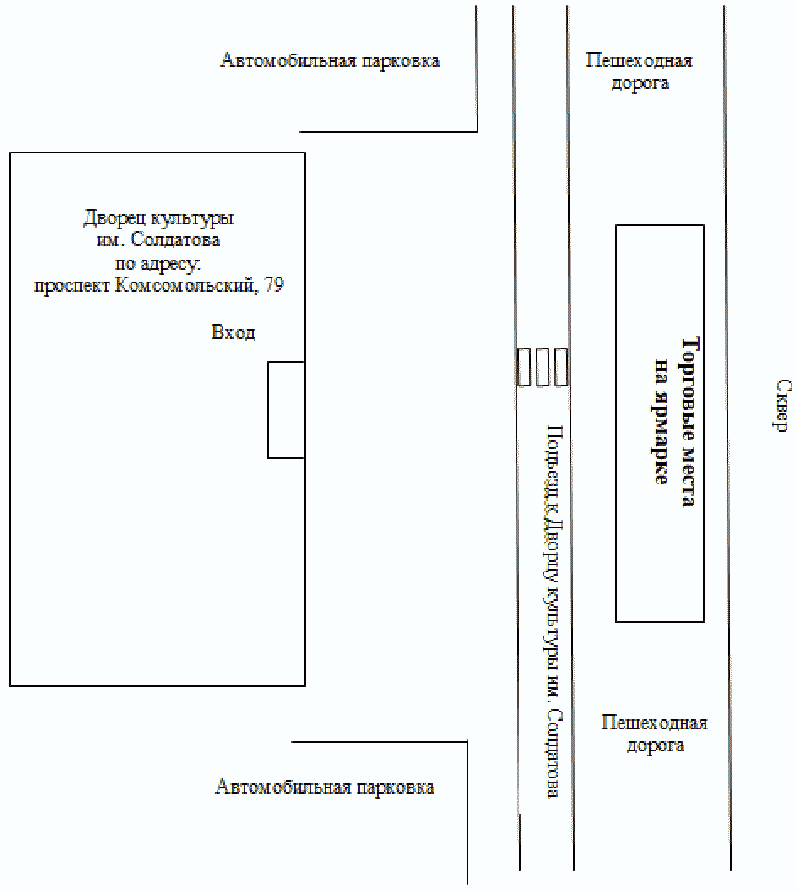 Автомобильная парковка
Пешеходная
дорога
Дворец культуры
им. Солдатова
по адресу:
проспект Комсомольский, 79
Вход
Торговые места
на ярмарке
Сквер
Подъезд к Дворцу культуры им. Солдатова
Пешеходная
дорога
Автомобильная парковка